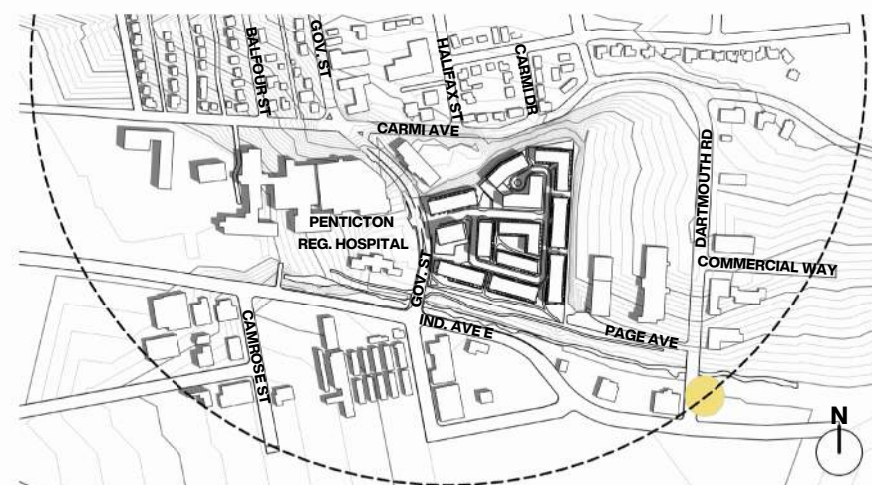 BALFOUR ST
GOV. ST
HALIFAX ST
CARMI DR
CARMI AVE
DARTMOUTH RD
PENTICTON
REG. HOSPITAL
GOV. ST
COMMERCIAL WAY
CAMROSE ST
IND. AVE E
PAGE AVE
N